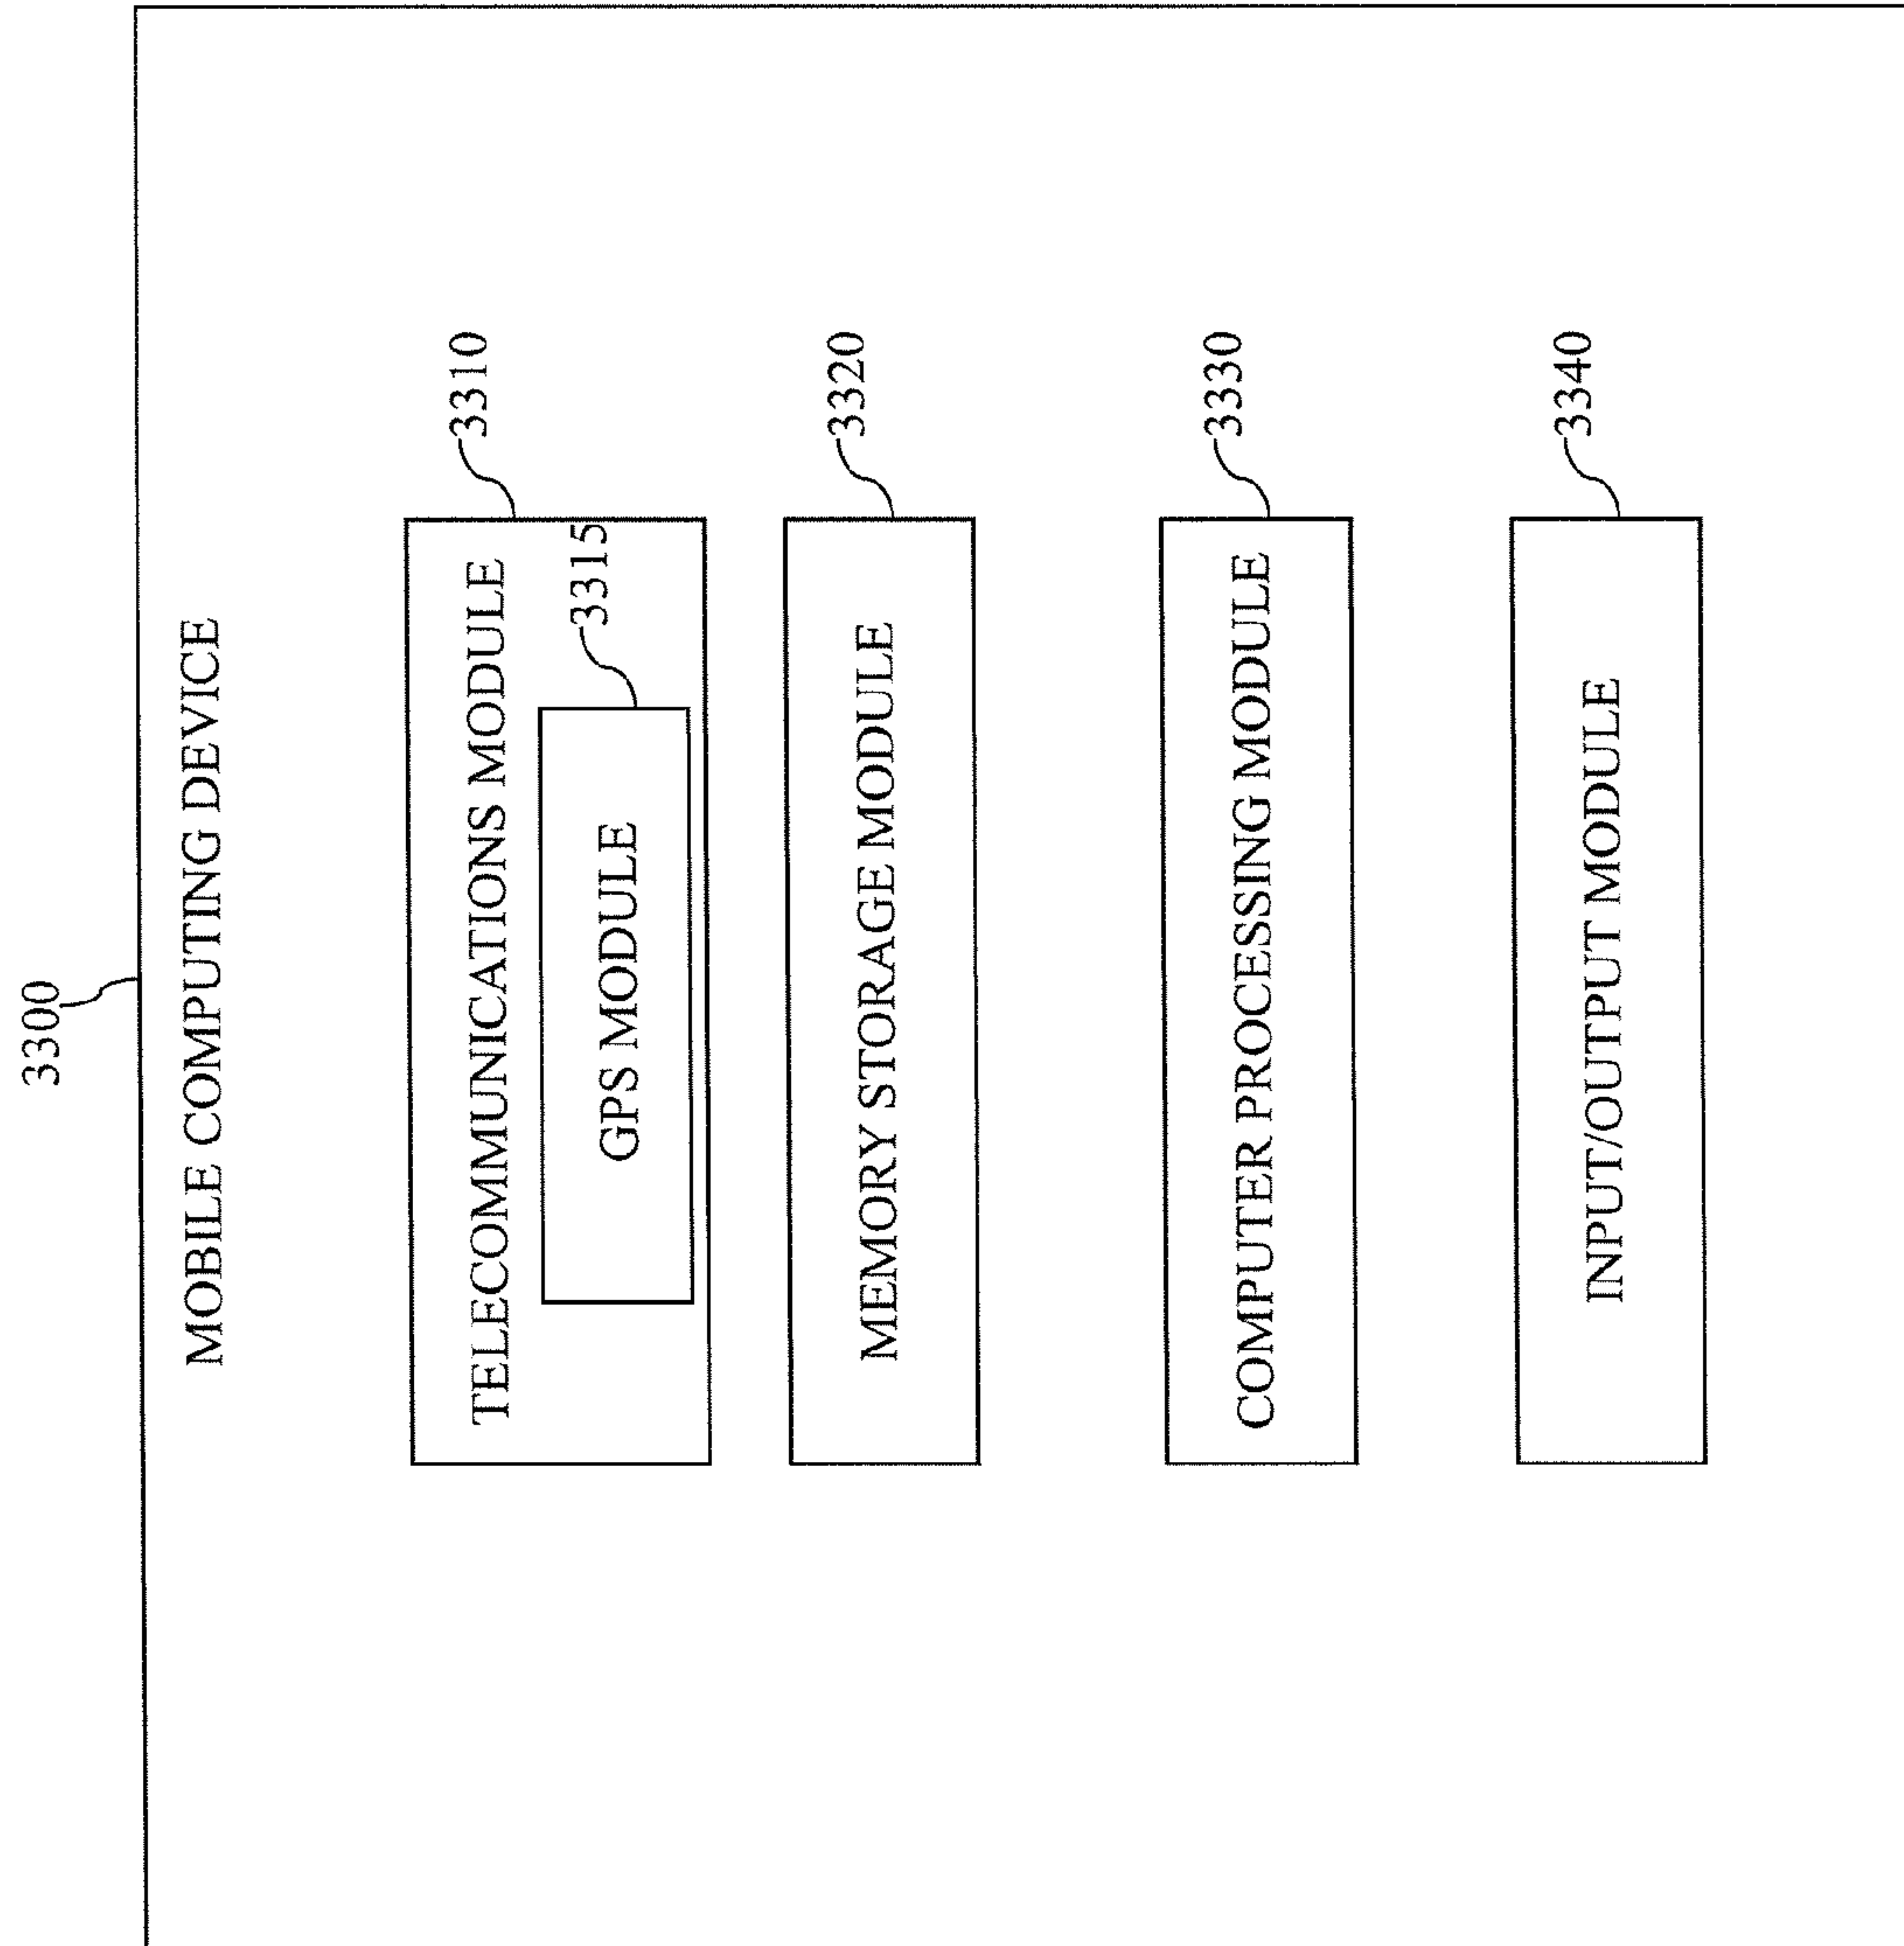 3300
MOBILE COMPUTING DEVICE
3310
TELECOMMUNICATIONS MODULE
3315
GPS MODULE
3320
MEMORY STORAGE MODULE
3330
COMPUTER PROCESSING MODULE
3340
INPUT/OUTPUT MODULE